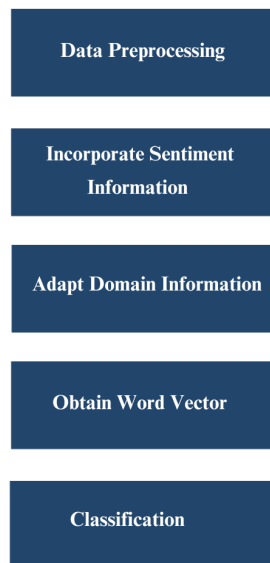 Data Preprocessing
Incorporate Sentiment
Information
Adapt Domain Information
Obtain Word Vector
Classification